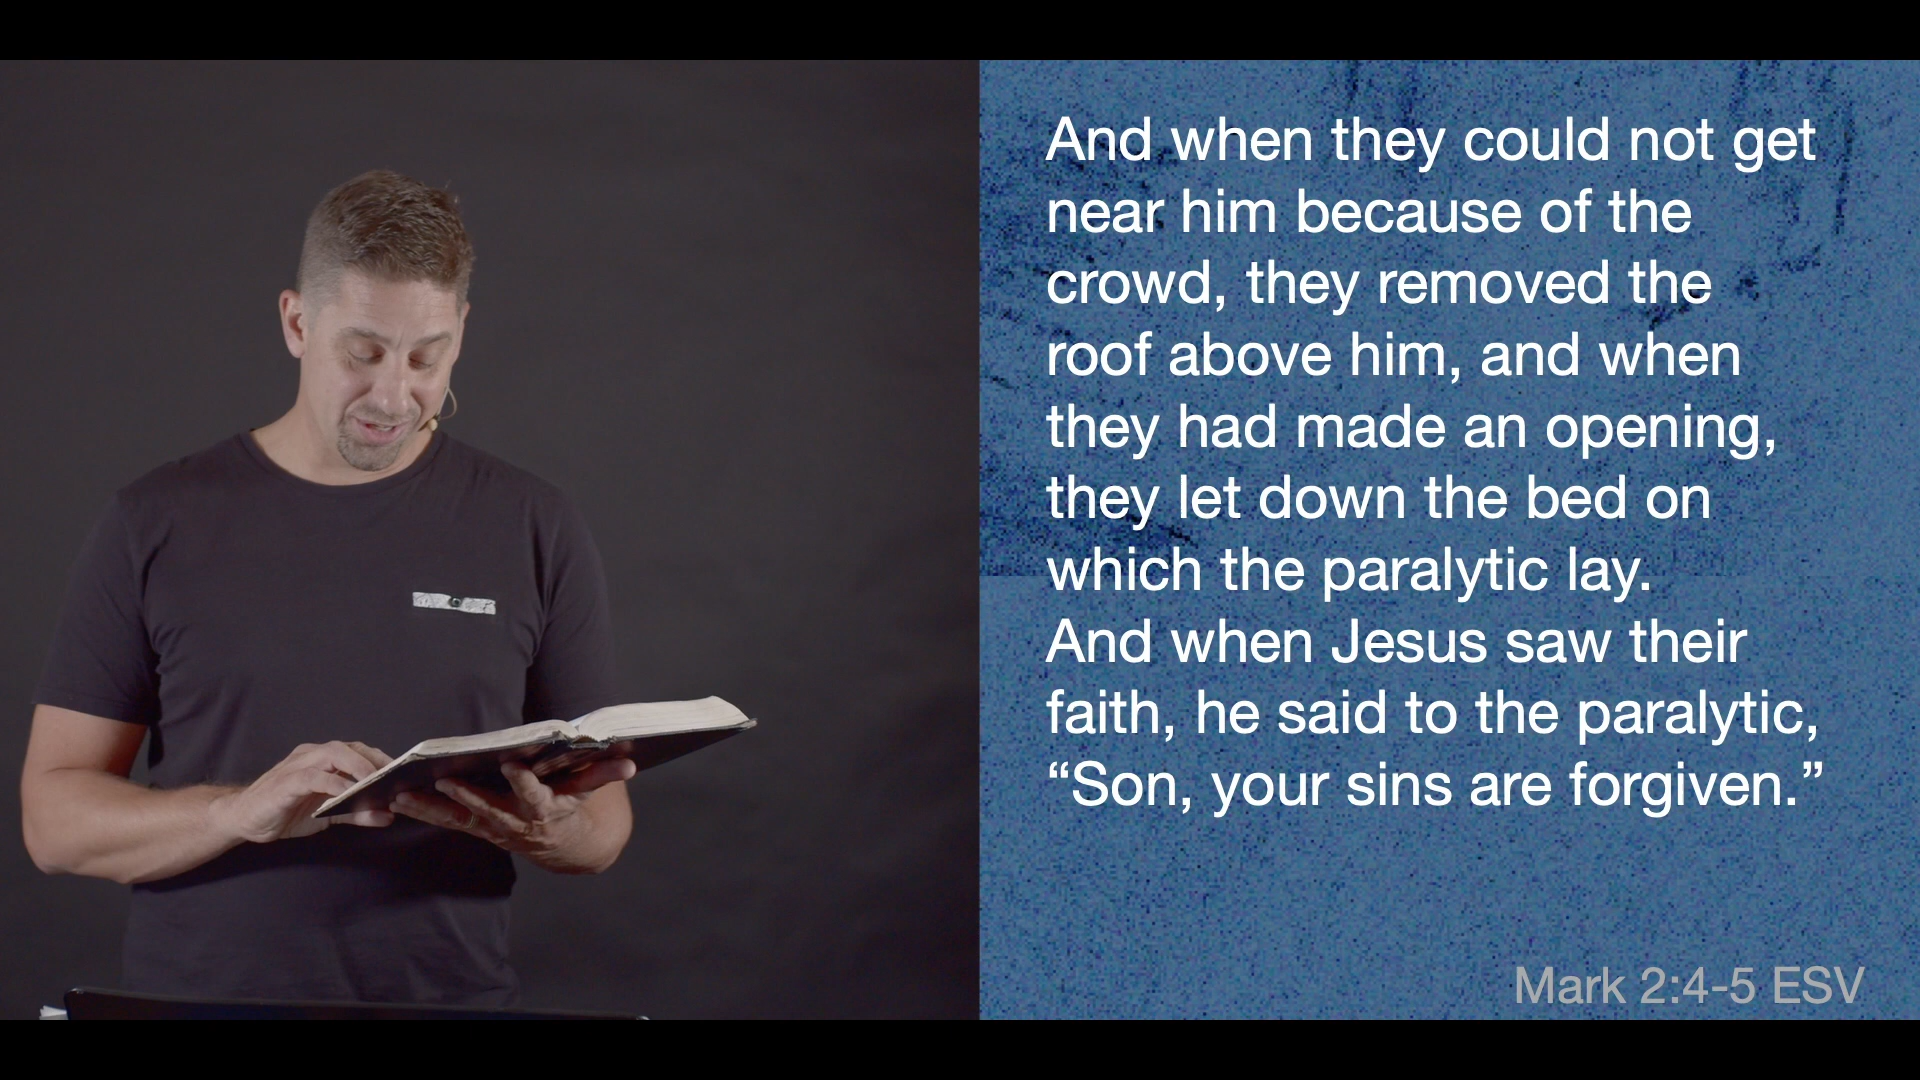 And when they could not get
near him because of the
crowd, they removed the
roof above him, and when
they had made an opening,
they let down the bed on
which the paralytic lay.
And when Jesus saw their
faith, he said to the paralytic,
“Son, your sins are forgiven.”
Mark 2:4-5 ESV